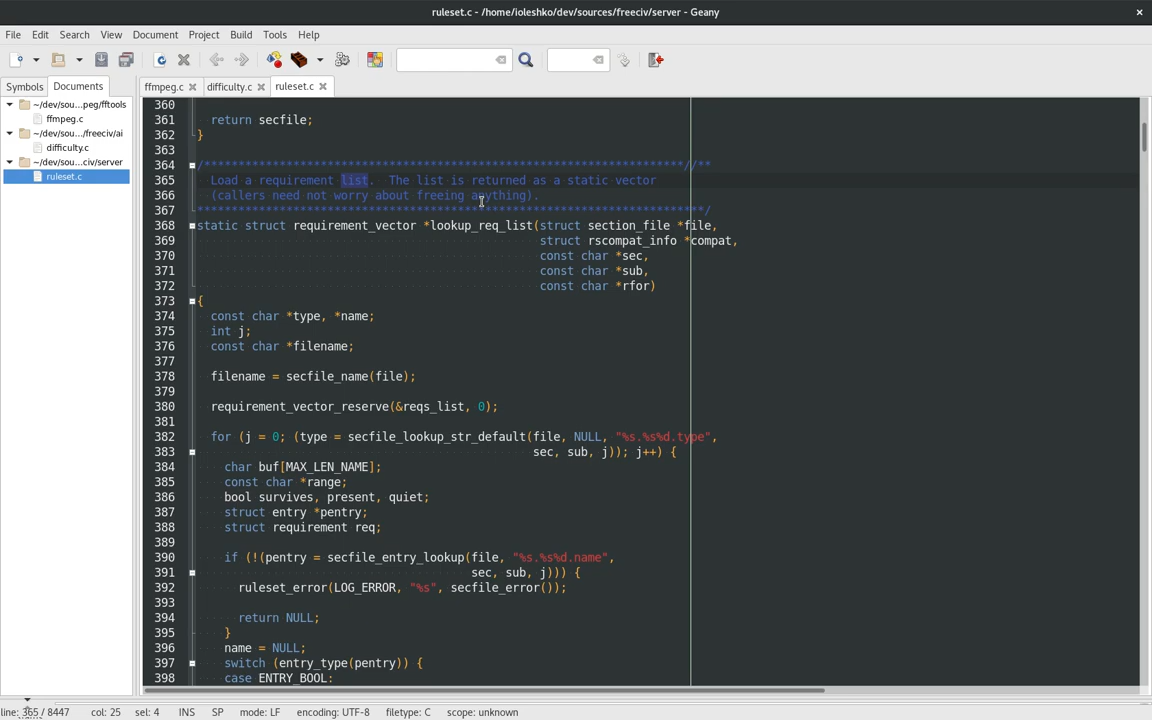 ruleset.c - /home/ioleshko/dev/sources/freeciv/server - Geany
×
File Edit Search View Document Project Build Tools Help
Symbols Documents
ffmpeg.c difficulty.c ruleset.c
~/dev/sou...peg/fftools
ffmpeg.c
~/dev/sou.../freeciv/ai
difficulty.c
~/dev/sou...civ/server
ruleset.c
360
361 return secfile;
362 }
363
364 /**********************************************************************//**
365 Load a requirement list. The list is returned as a static vector
366 (callers need not worry about freeing anything).
367 **************************************************************************/
368 static struct requirement_vector *lookup_req_list(struct section_file *file,
369 struct rscompat_info *compat,
370 const char *sec,
371 const char *sub,
372 const char *rfor)
373 {
374 const char *type, *name;
375 int j;
376 const char *filename;
377
378 filename = secfile_name(file);
379
380 requirement_vector_reserve(&reqs_list, 0);
381
382 for (j = 0; (type = secfile_lookup_str_default(file, NULL, "%s.%s%d.type",
383 sec, sub, j)); j++) {
384 char buf[MAX_LEN_NAME];
385 const char *range;
386 bool survives, present, quiet;
387 struct entry *pentry;
388 struct requirement req;
389
390 if (!(pentry = secfile_entry_lookup(file, "%s.%s%d.name",
391 sec, sub, j))) {
392 ruleset_error(LOG_ERROR, "%s", secfile_error());
393
394 return NULL;
395 }
396 name = NULL;
397 switch (entry_type(pentry)) {
398 case ENTRY_BOOL:
line: 365 / 8447 col: 25 sel: 4 INS SP mode: LF encoding: UTF-8 filetype: C scope: unknown